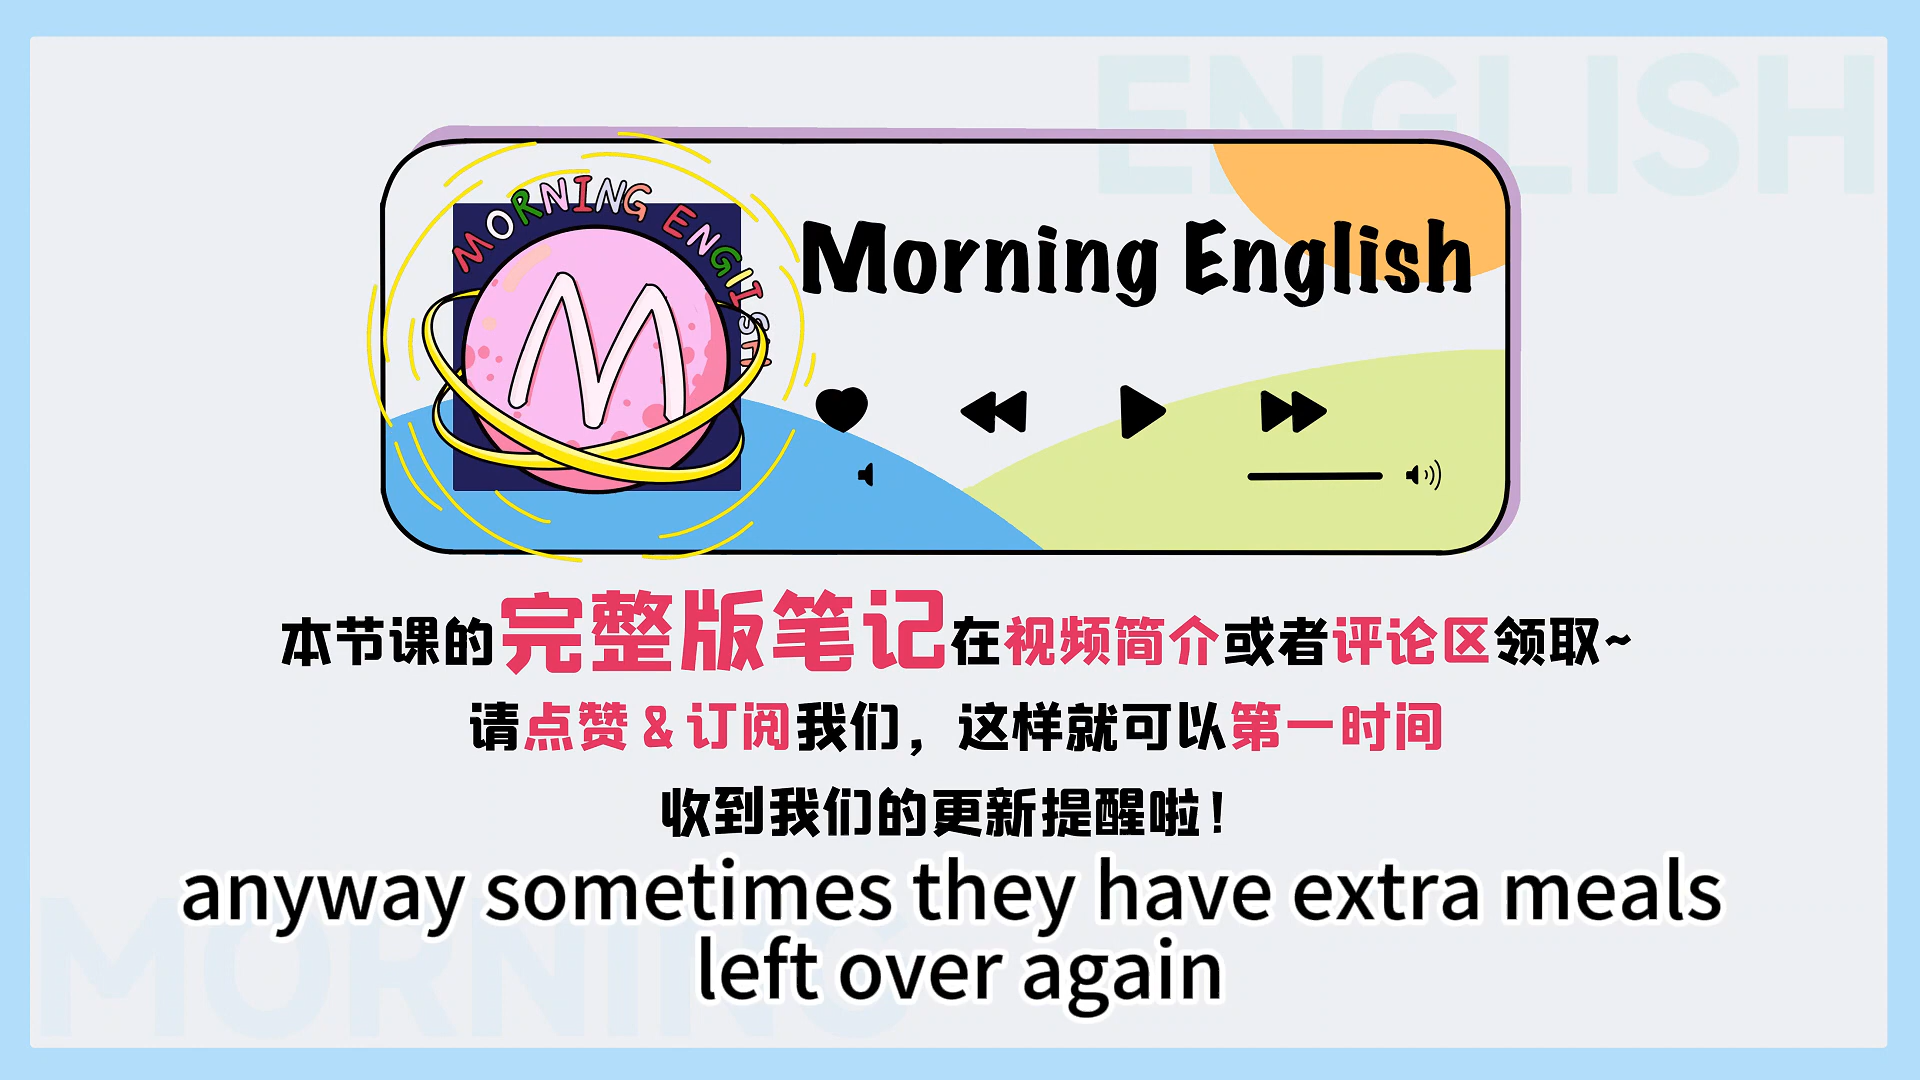 ENGLISH
MORNING ENGLISH
M
Morning English
本节课的完整版笔记在视频简介或者评论区领取~
请点赞&订阅我们，这样就可以第一时间
收到我们的更新提醒啦！
anyway sometimes they have extra meals
left over again
MORNING